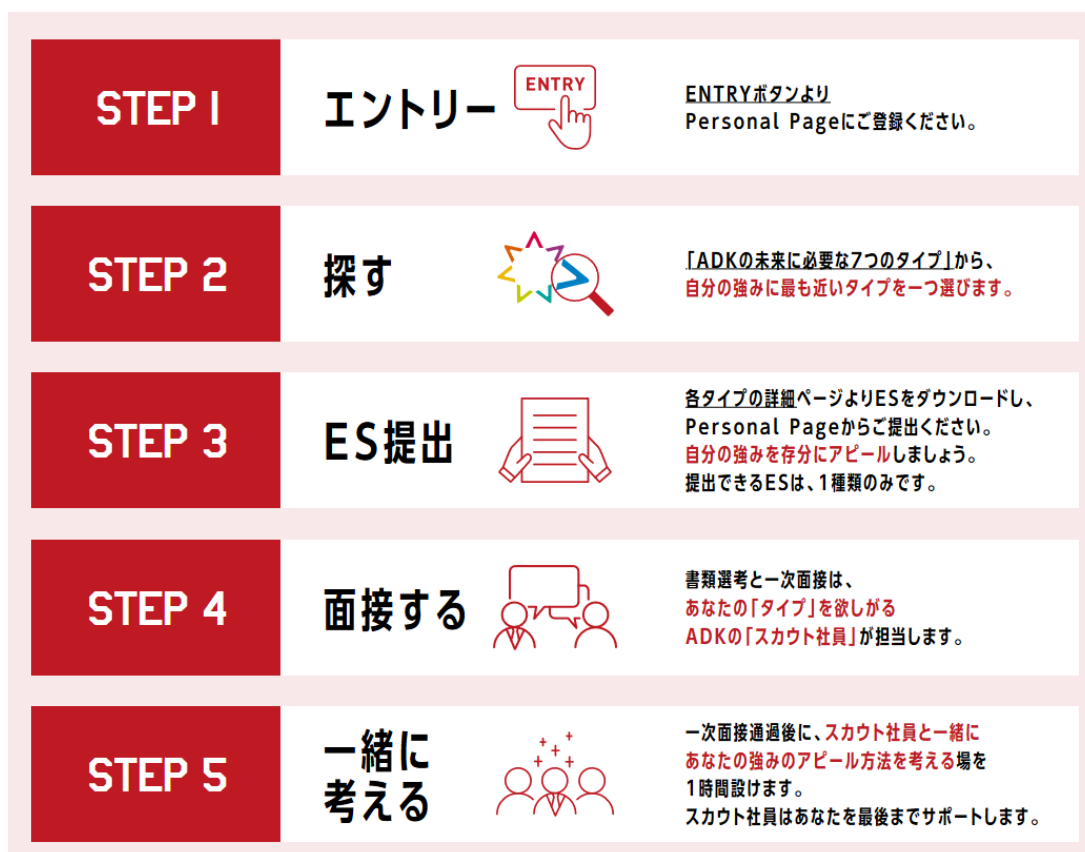 STEP 1
エントリー
ENTRY
ENTRYボタンより
Personal Pageにご登録ください。
STEP 2
探す
「ADKの未来に必要な7つのタイプ」から、
自分の強みに最も近いタイプを一つ選びます。
STEP 3
ES提出
各タイプの詳細ページよりESをダウンロードし、
Personal Pageからご提出ください。
自分の強みを存分にアピールしましょう。
提出できるESは、1種類のみです。
STEP 4
面接する
書類選考と一次面接は、
あなたの「タイプ」を欲しがる
ADKの「スカウト社員」が担当します。
STEP 5
一緒に
考える
一次面接通過後に、スカウト社員と一緒に
あなたの強みのアピール方法を考える場を
1時間設けます。
スカウト社員はあなたを最後までサポートします。